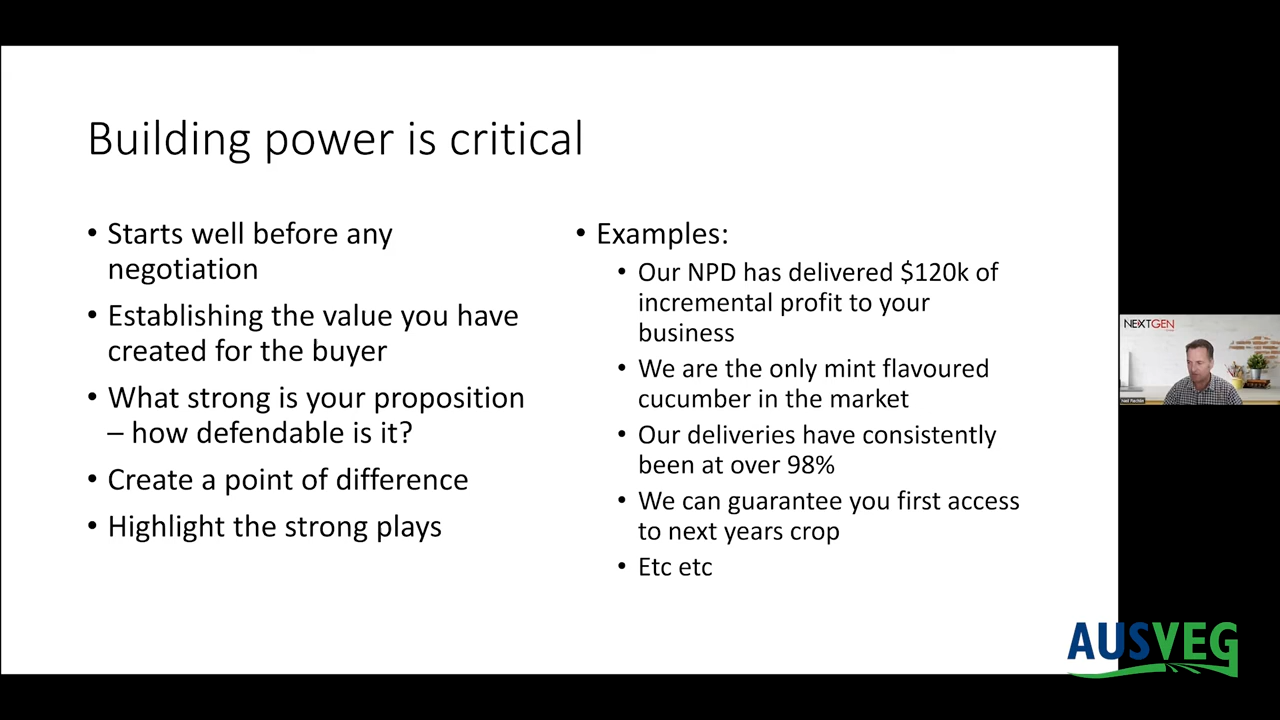 Building power is critical
• Starts well before any
negotiation
• Establishing the value you have
created for the buyer
• What strong is your proposition
– how defendable is it?
• Create a point of difference
• Highlight the strong plays
• Examples:
• Our NPD has delivered $120k of
incremental profit to your
business
• We are the only mint flavoured
cucumber in the market
• Our deliveries have consistently
been at over 98%
• We can guarantee you first access
to next years crop
• Etc etc
NEXTGEN
AUSVEG